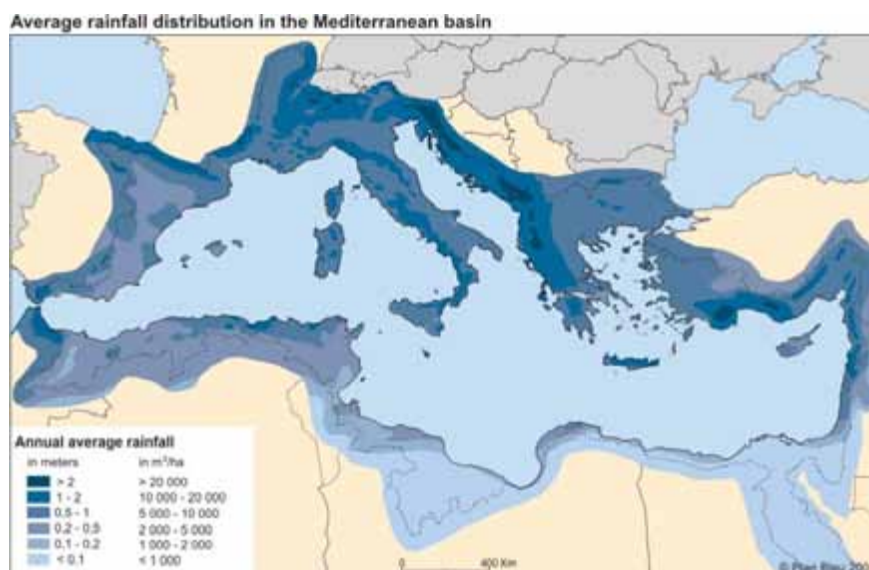 Average rainfall distribution in the Mediterranean basin
Annual average rainfall
in meters in m³/ha
> 2 > 20 000
1 - 2 10 000 - 20 000
0,5 - 1 5 000 - 10 000
0,2 - 0,5 2 000 - 5 000
0,1 - 0,2 1 000 - 2 000
< 0,1 < 1 000
0 400 Km
© Plan Bleu